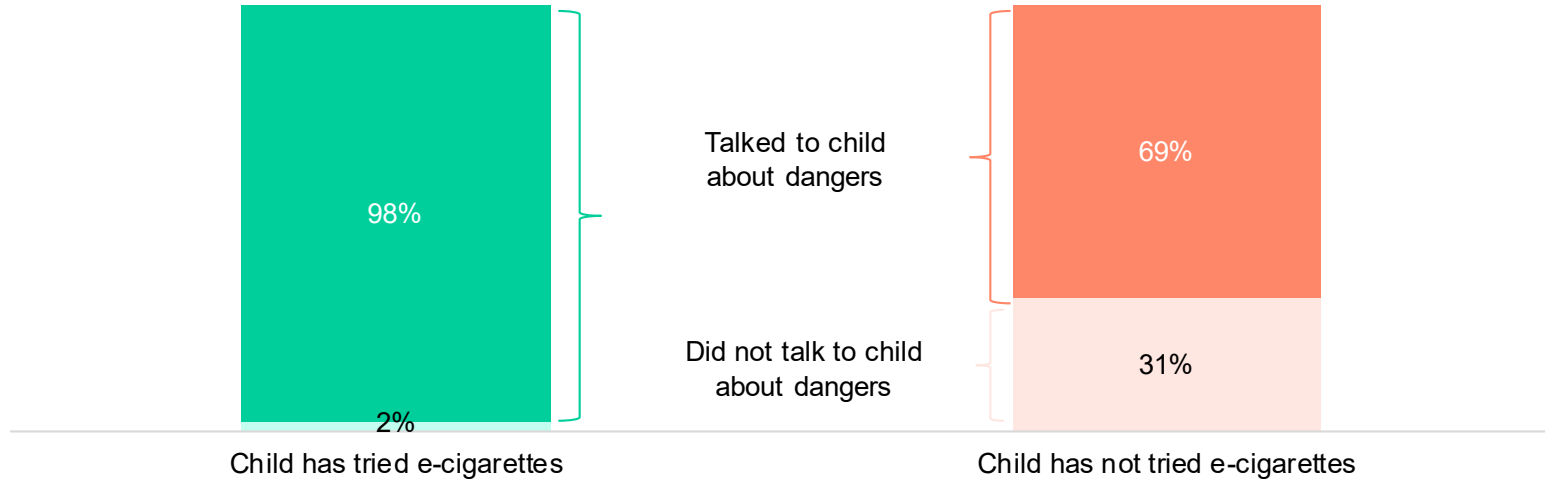 Talked to child
about dangers
69%
98%
Did not talk to child
about dangers
31%
2%
Child has tried e-cigarettes
Child has not tried e-cigarettes